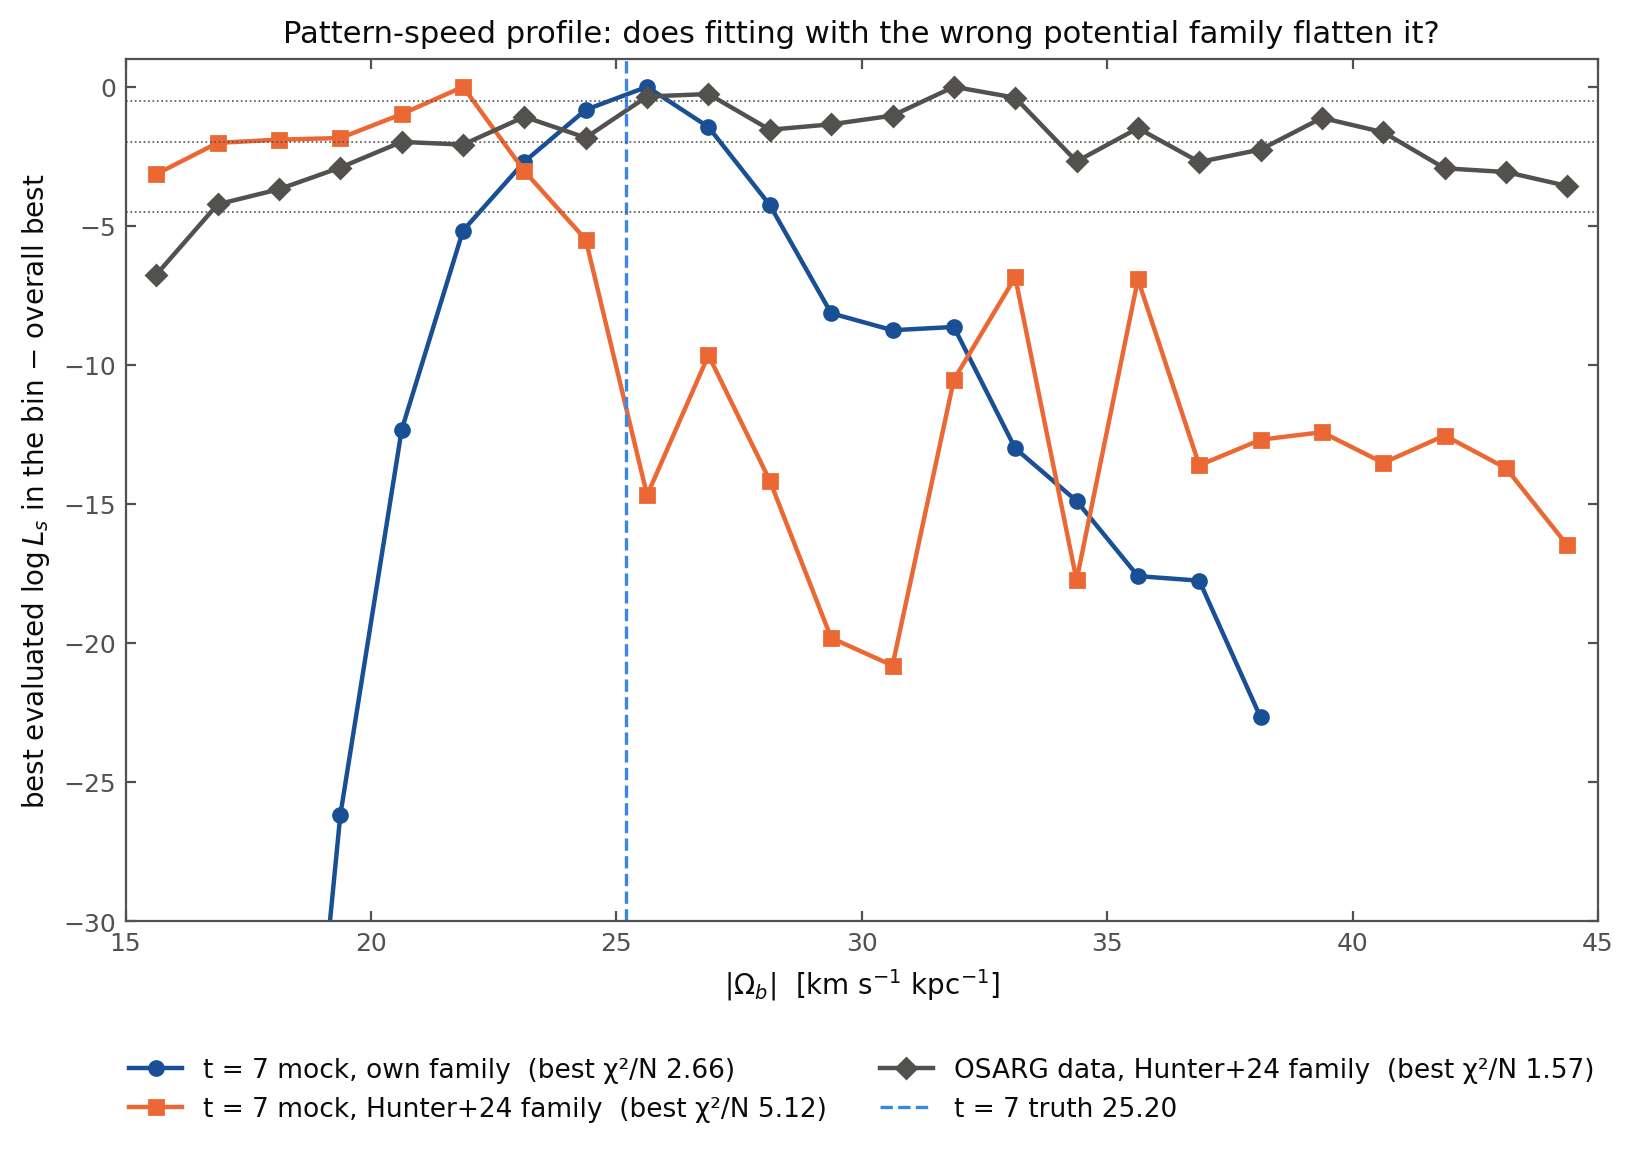 Pattern-speed profile: does fitting with the wrong potential family flatten it?
best evaluated log Lₛ in the bin − overall best
0
−5
−10
−15
−20
−25
−30
15
20
25
30
35
40
45
|Ω_b| [km s⁻¹ kpc⁻¹]
t = 7 mock, own family (best χ²/N 2.66)
t = 7 mock, Hunter+24 family (best χ²/N 5.12)
OSARG data, Hunter+24 family (best χ²/N 1.57)
t = 7 truth 25.20